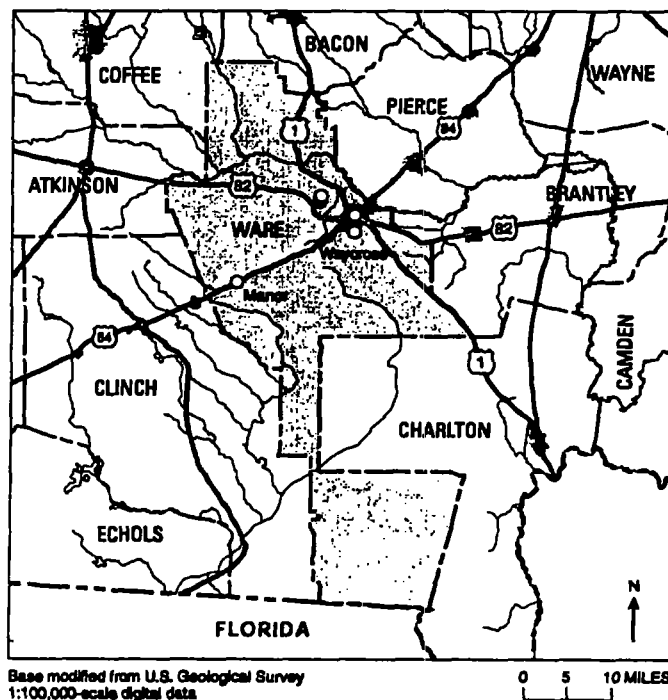 BACON
COFFEE
WAYNE
PIERCE
1
84
ATKINSON
82
BRANTLEY
WARE
82
Waycross
Manor
84
CAMDEN
1
CLINCH
CHARLTON
ECHOLS
N
FLORIDA
Base modified from U.S. Geological Survey
1:100,000-scale digital data
0 5 10 MILES